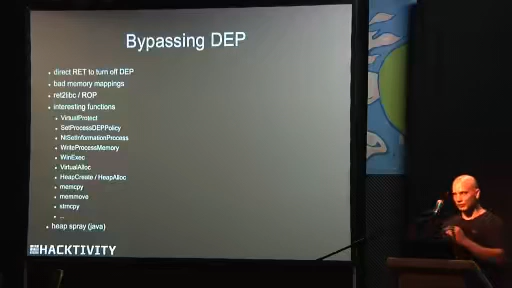 Bypassing DEP
direct RET to turn off DEP
bad memory mappings
ret2libc / ROP
interesting functions
VirtualProtect
SetProcessDEPPolicy
NtSetInformationProcess
WriteProcessMemory
WinExec
VirtualAlloc
HeapCreate / HeapAlloc
memcpy
memmove
strncpy
...
heap spray (java)
HACKTIVITY